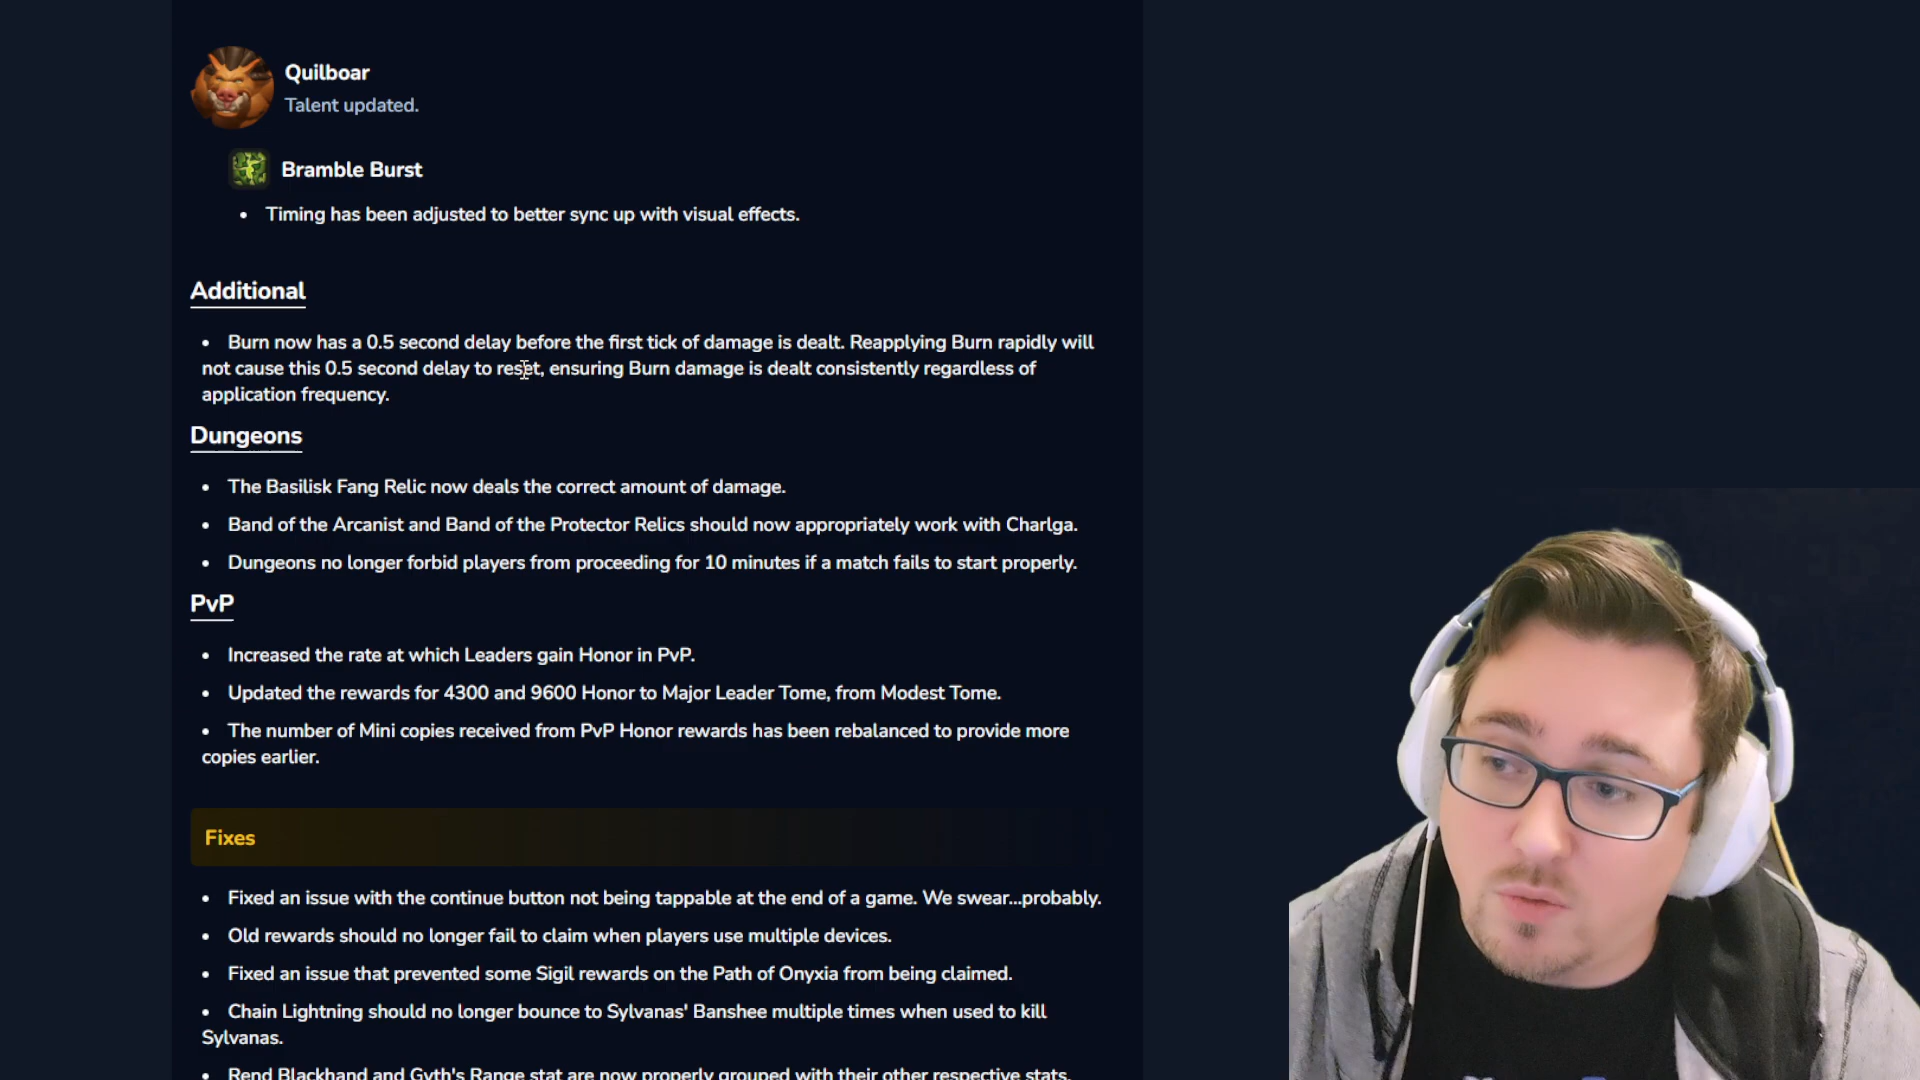 Quilboar
Talent updated.
Bramble Burst
• Timing has been adjusted to better sync up with visual effects.
Additional
• Burn now has a 0.5 second delay before the first tick of damage is dealt. Reapplying Burn rapidly will
not cause this 0.5 second delay to reset, ensuring Burn damage is dealt consistently regardless of
application frequency.
Dungeons
• The Basilisk Fang Relic now deals the correct amount of damage.
• Band of the Arcanist and Band of the Protector Relics should now appropriately work with Charlga.
• Dungeons no longer forbid players from proceeding for 10 minutes if a match fails to start properly.
PvP
• Increased the rate at which Leaders gain Honor in PvP.
• Updated the rewards for 4300 and 9600 Honor to Major Leader Tome, from Modest Tome.
• The number of Mini copies received from PvP Honor rewards has been rebalanced to provide more
copies earlier.
Fixes
• Fixed an issue with the continue button not being tappable at the end of a game. We swear...probably.
• Old rewards should no longer fail to claim when players use multiple devices.
• Fixed an issue that prevented some Sigil rewards on the Path of Onyxia from being claimed.
• Chain Lightning should no longer bounce to Sylvanas' Banshee multiple times when used to kill
Sylvanas.
• Rend Blackhand and Gyth's Range stat are now properly grouped with their other respective stats.